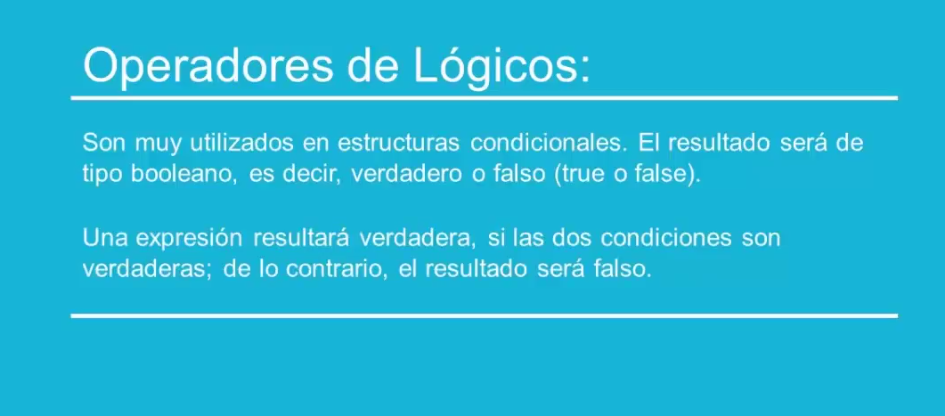 Operadores de Lógicos:
Son muy utilizados en estructuras condicionales. El resultado será de
tipo booleano, es decir, verdadero o falso (true o false).
Una expresión resultará verdadera, si las dos condiciones son
verdaderas; de lo contrario, el resultado será falso.